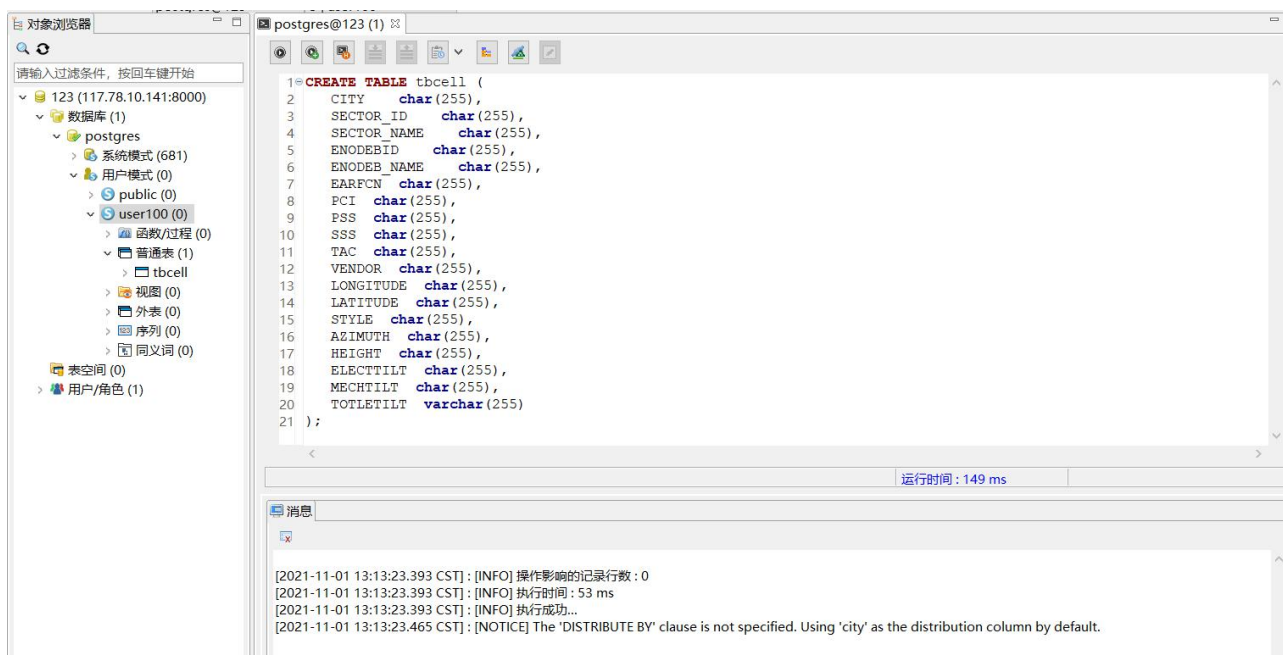 对象浏览器
请输入过滤条件，按回车键开始
123 (117.78.10.141:8000)
数据库 (1)
postgres
系统模式 (681)
用户模式 (0)
public (0)
user100 (0)
函数/过程 (0)
普通表 (1)
tbcell
视图 (0)
外表 (0)
序列 (0)
同义词 (0)
表空间 (0)
用户/角色 (1)
postgres@123 (1)
1 CREATE TABLE tbcell (
2 CITY char(255),
3 SECTOR_ID char(255),
4 SECTOR_NAME char(255),
5 ENODEBID char(255),
6 ENODEB_NAME char(255),
7 EARFCN char(255),
8 PCI char(255),
9 PSS char(255),
10 SSS char(255),
11 TAC char(255),
12 VENDOR char(255),
13 LONGITUDE char(255),
14 LATITUDE char(255),
15 STYLE char(255),
16 AZIMUTH char(255),
17 HEIGHT char(255),
18 ELECTTILT char(255),
19 MECHTILT char(255),
20 TOTLETILT varchar(255)
21 );
运行时间 : 149 ms
消息
[2021-11-01 13:13:23.393 CST] : [INFO] 操作影响的记录行数 : 0
[2021-11-01 13:13:23.393 CST] : [INFO] 执行时间 : 53 ms
[2021-11-01 13:13:23.393 CST] : [INFO] 执行成功...
[2021-11-01 13:13:23.465 CST] : [NOTICE] The 'DISTRIBUTE BY' clause is not specified. Using 'city' as the distribution column by default.